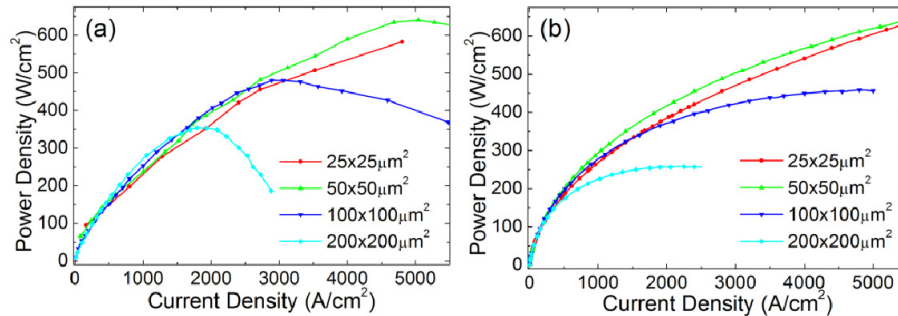 (a)
Power Density (W/cm²)
600
500
400
300
200
100
0
25x25μm²
50x50μm²
100x100μm²
200x200μm²
0 1000 2000 3000 4000 5000
Current Density (A/cm²)
(b)
Power Density (W/cm²)
600
500
400
300
200
100
0
25x25μm²
50x50μm²
100x100μm²
200x200μm²
0 1000 2000 3000 4000 5000
Current Density (A/cm²)